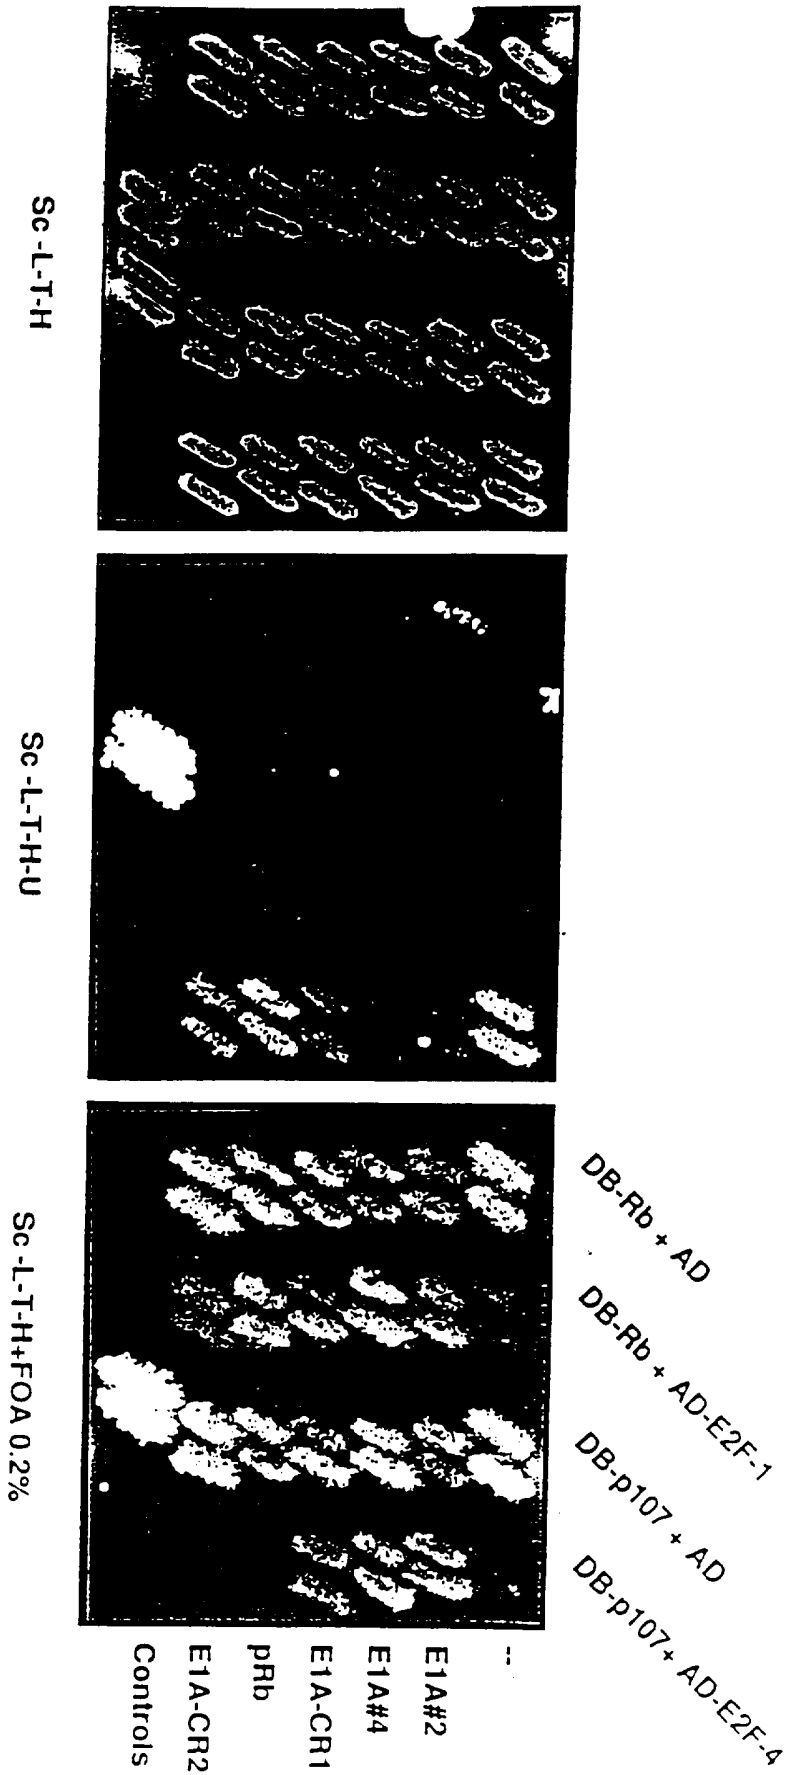 Sc -L-T-H
Sc -L-T-H-U
Sc -L-T-H+FOA 0.2%
DB-Rb + AD
DB-Rb + AD-E2F-1
DB-p107 + AD
DB-p107+ AD-E2F-4
--
E1A#2
E1A#4
E1A-CR1
pRb
E1A-CR2
Controls